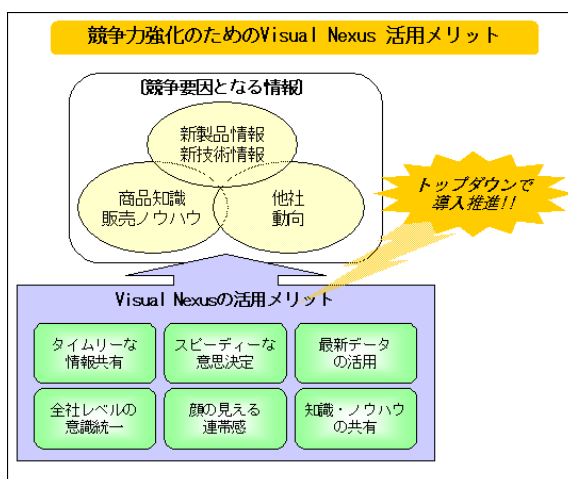 競争力強化のためのVisual Nexus 活用メリット
〔競争要因となる情報〕
新製品情報
新技術情報
商品知識
販売ノウハウ
他社
動向
トップダウンで
導入推進!!
Visual Nexusの活用メリット
タイムリーな
情報共有
スピーディーな
意思決定
最新データ
の活用
全社レベルの
意識統一
顔の見える
連帯感
知識・ノウハウ
の共有